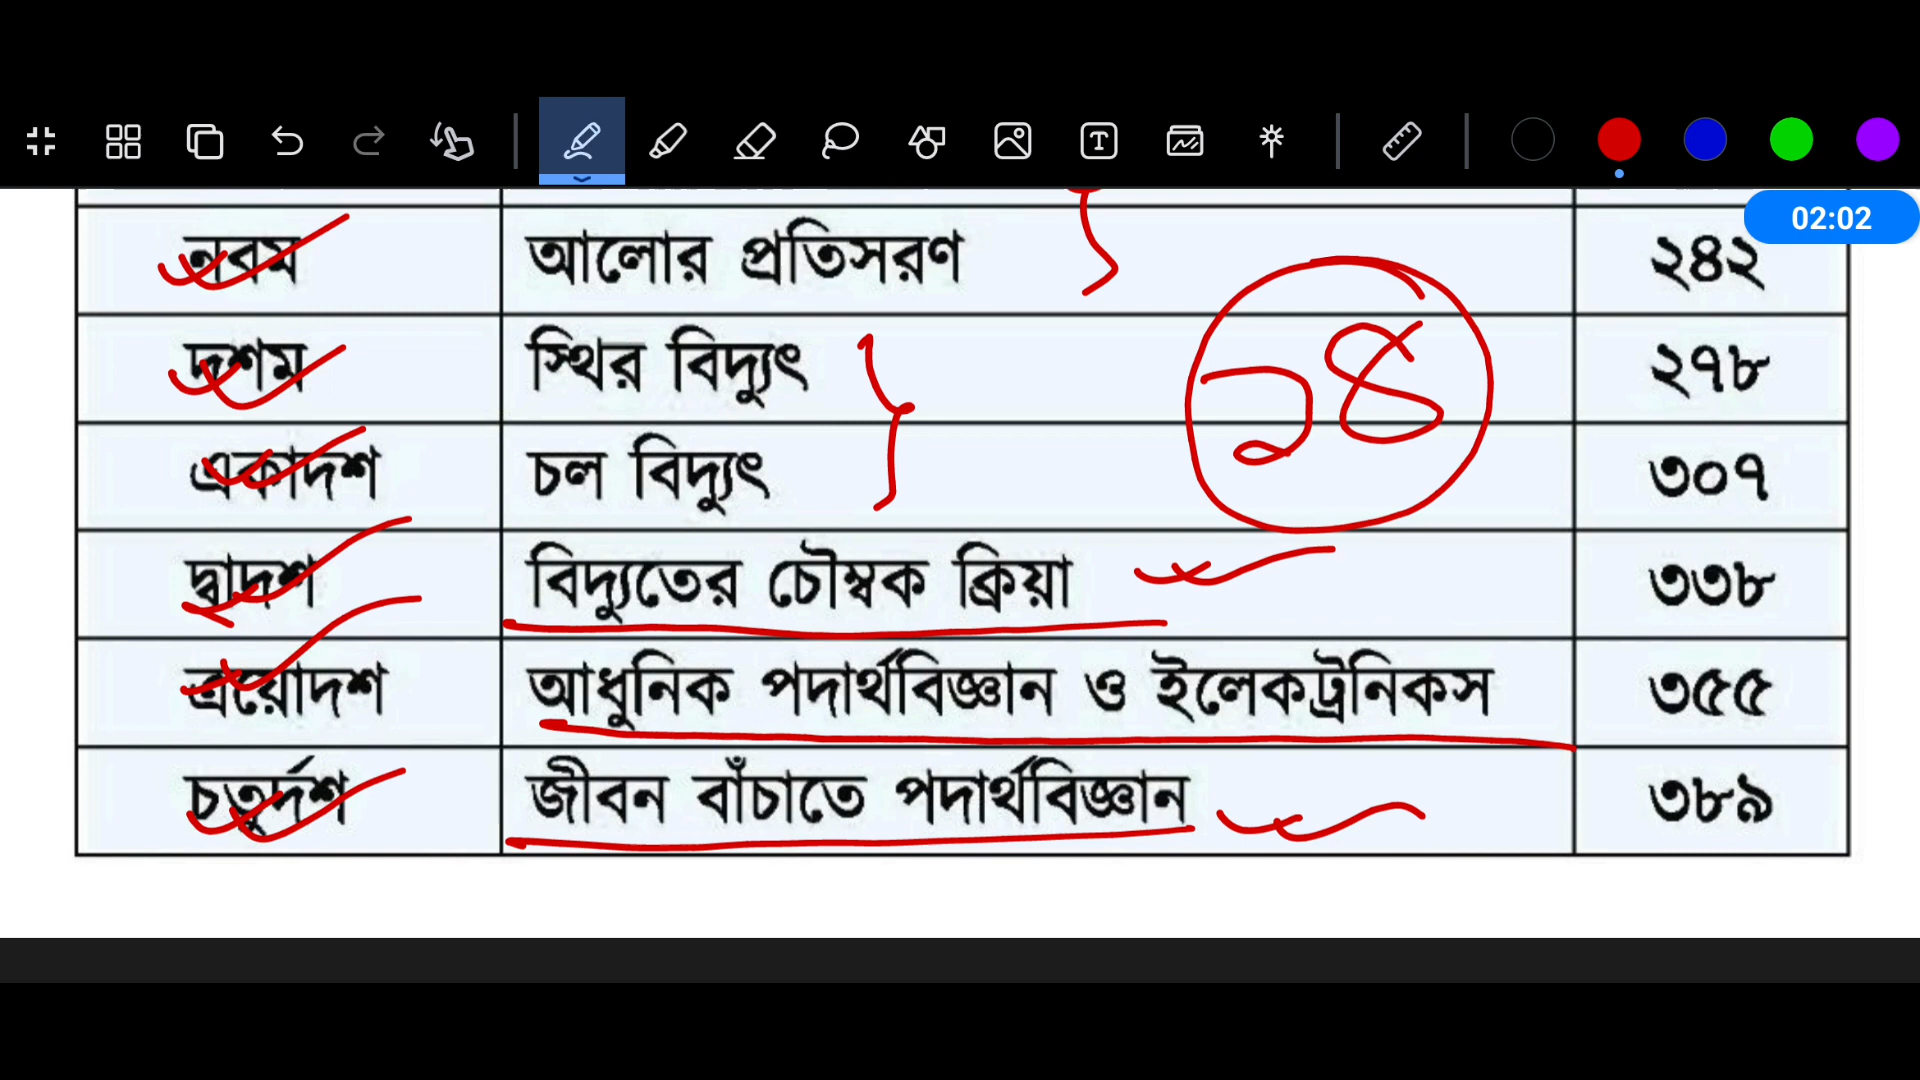 02:02
নবম আলোর প্রতিসরণ ২৪২
দশম স্থির বিদ্যুৎ ২৭৮
একাদশ চল বিদ্যুৎ ৩০৭
১৪
দ্বাদশ বিদ্যুতের চৌম্বক ক্রিয়া ৩৩৮
ত্রয়োদশ আধুনিক পদার্থবিজ্ঞান ও ইলেকট্রনিকস ৩৫৫
চতুর্দশ জীবন বাঁচাতে পদার্থবিজ্ঞান ৩৮৯